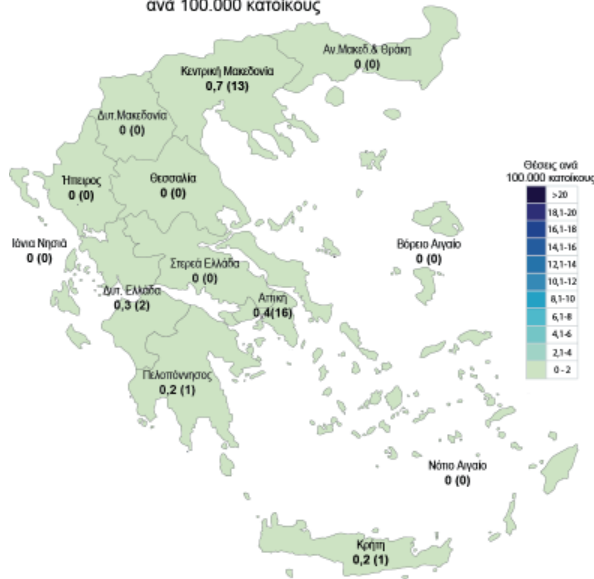 ανά 100.000 κατοίκους
Αν.Μακεδ.& Θράκη
0 (0)
Κεντρική Μακεδονία
0,7 (13)
Δυτ.Μακεδονία
0 (0)
Ήπειρος
0 (0)
Θεσσαλία
0 (0)
Ιόνια Νησιά
0 (0)
Βόρειο Αιγαίο
0 (0)
Στερεά Ελλάδα
0 (0)
Δυτ. Ελλάδα
0,3 (2)
Αττική
0,4(16)
Πελοπόννησος
0,2 (1)
Νότιο Αιγαίο
0 (0)
Κρήτη
0,2 (1)
Θέσεις ανά
100.000 κατοίκους
>20
18,1-20
16,1-18
14,1-16
12,1-14
10,1-12
8,1-10
6,1-8
4,1-6
2,1-4
0 - 2